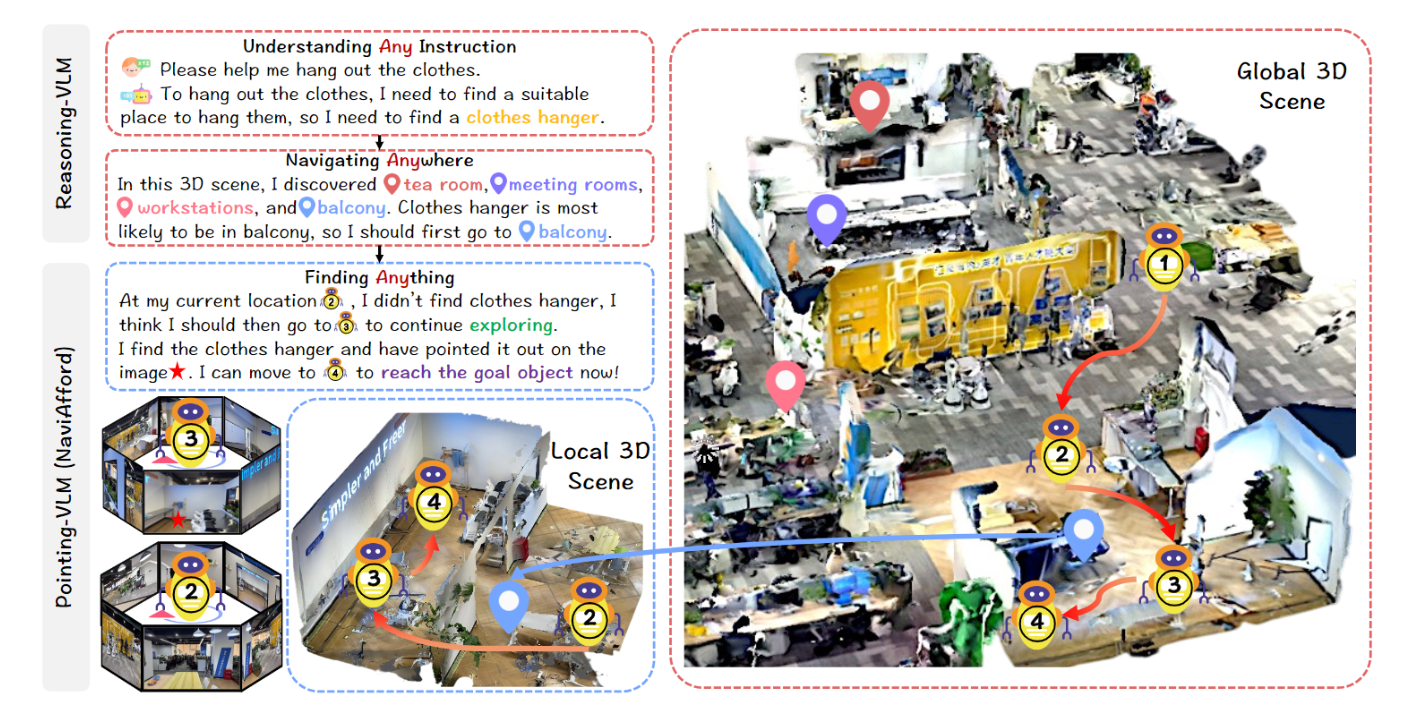 Reasoning-VLM
Understanding Any Instruction
Please help me hang out the clothes.
To hang out the clothes, I need to find a suitable
place to hang them, so I need to find a clothes hanger.
Navigating Anywhere
In this 3D scene, I discovered tea room, meeting rooms,
workstations, and balcony. Clothes hanger is most
likely to be in balcony, so I should first go to balcony.
Pointing-VLM (NaviAfford)
Finding Anything
At my current location 2 , I didn't find clothes hanger, I
think I should then go to 3 to continue exploring.
I find the clothes hanger and have pointed it out on the
image. I can move to 4 to reach the goal object now!
3
2
Local 3D
Scene
Simpler and Freer
4
3
2
Global 3D
Scene
1
2
3
4